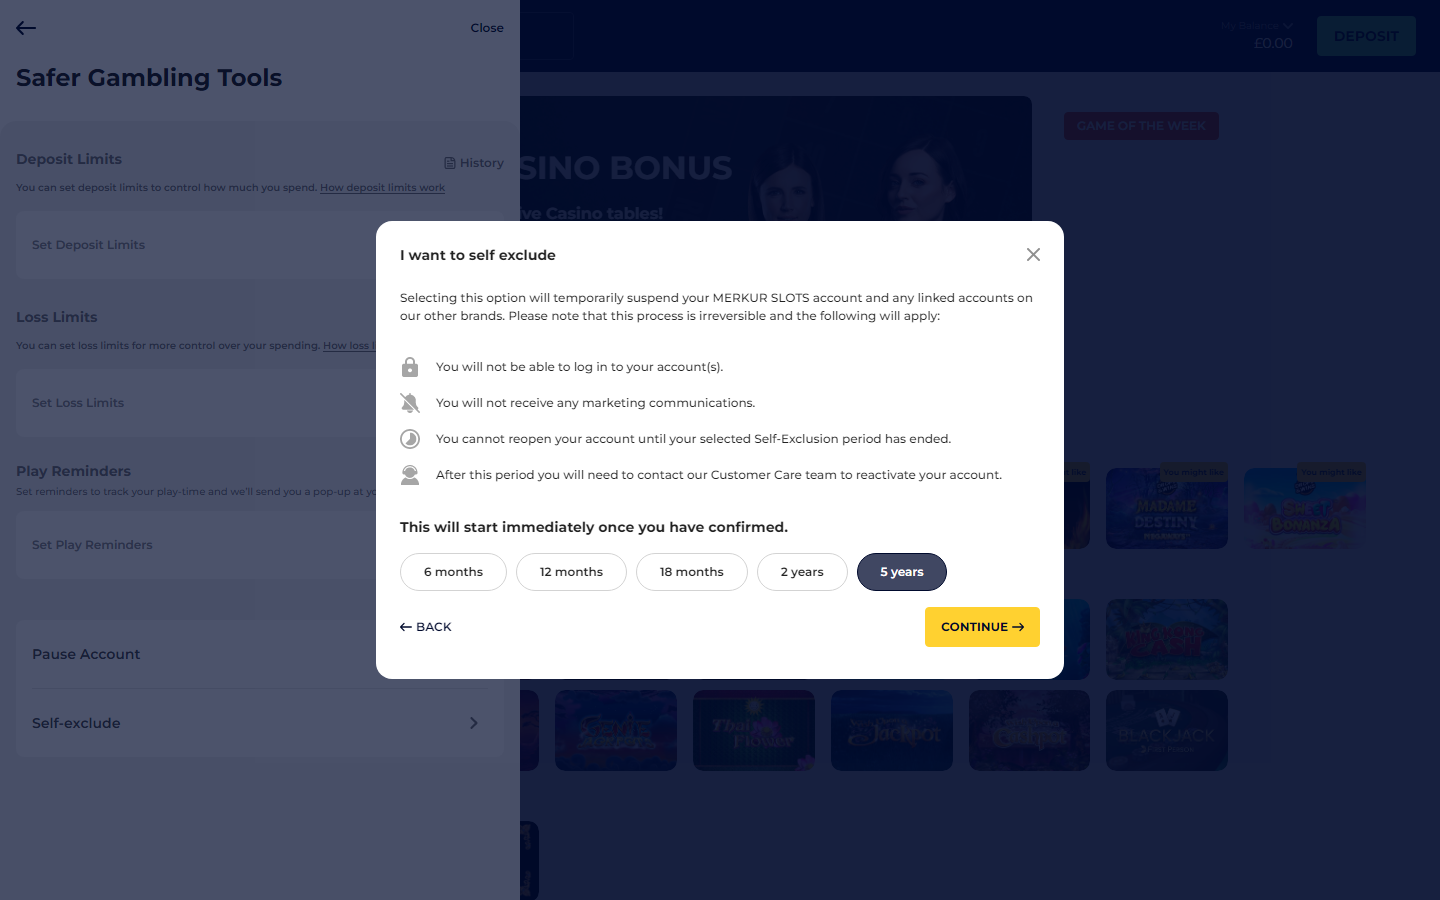 Close
Safer Gambling Tools
Deposit Limits
History
You can set deposit limits to control how much you spend. How deposit limits work
Set Deposit Limits
Loss Limits
You can set loss limits for more control over your spending. How loss
Set Loss Limits
Play Reminders
Set reminders to track your play-time and we'll send you a pop-up at
Set Play Reminders
Pause Account
Self-exclude
My Balance
£0.00
DEPOSIT
SINO BONUS
ive Casino tables!
GAME OF THE WEEK
I want to self exclude
Selecting this option will temporarily suspend your MERKUR SLOTS account and any linked accounts on
our other brands. Please note that this process is irreversible and the following will apply:
You will not be able to log in to your account(s).
You will not receive any marketing communications.
You cannot reopen your account until your selected Self-Exclusion period has ended.
After this period you will need to contact our Customer Care team to reactivate your account.
This will start immediately once you have confirmed.
6 months 12 months 18 months 2 years 5 years
BACK
CONTINUE
like You might like You might like
MADAME
DESTINY
MEGAWAYS
SWEET
BONANZA
Thai
Flower
Jackpot
BLACKJACK